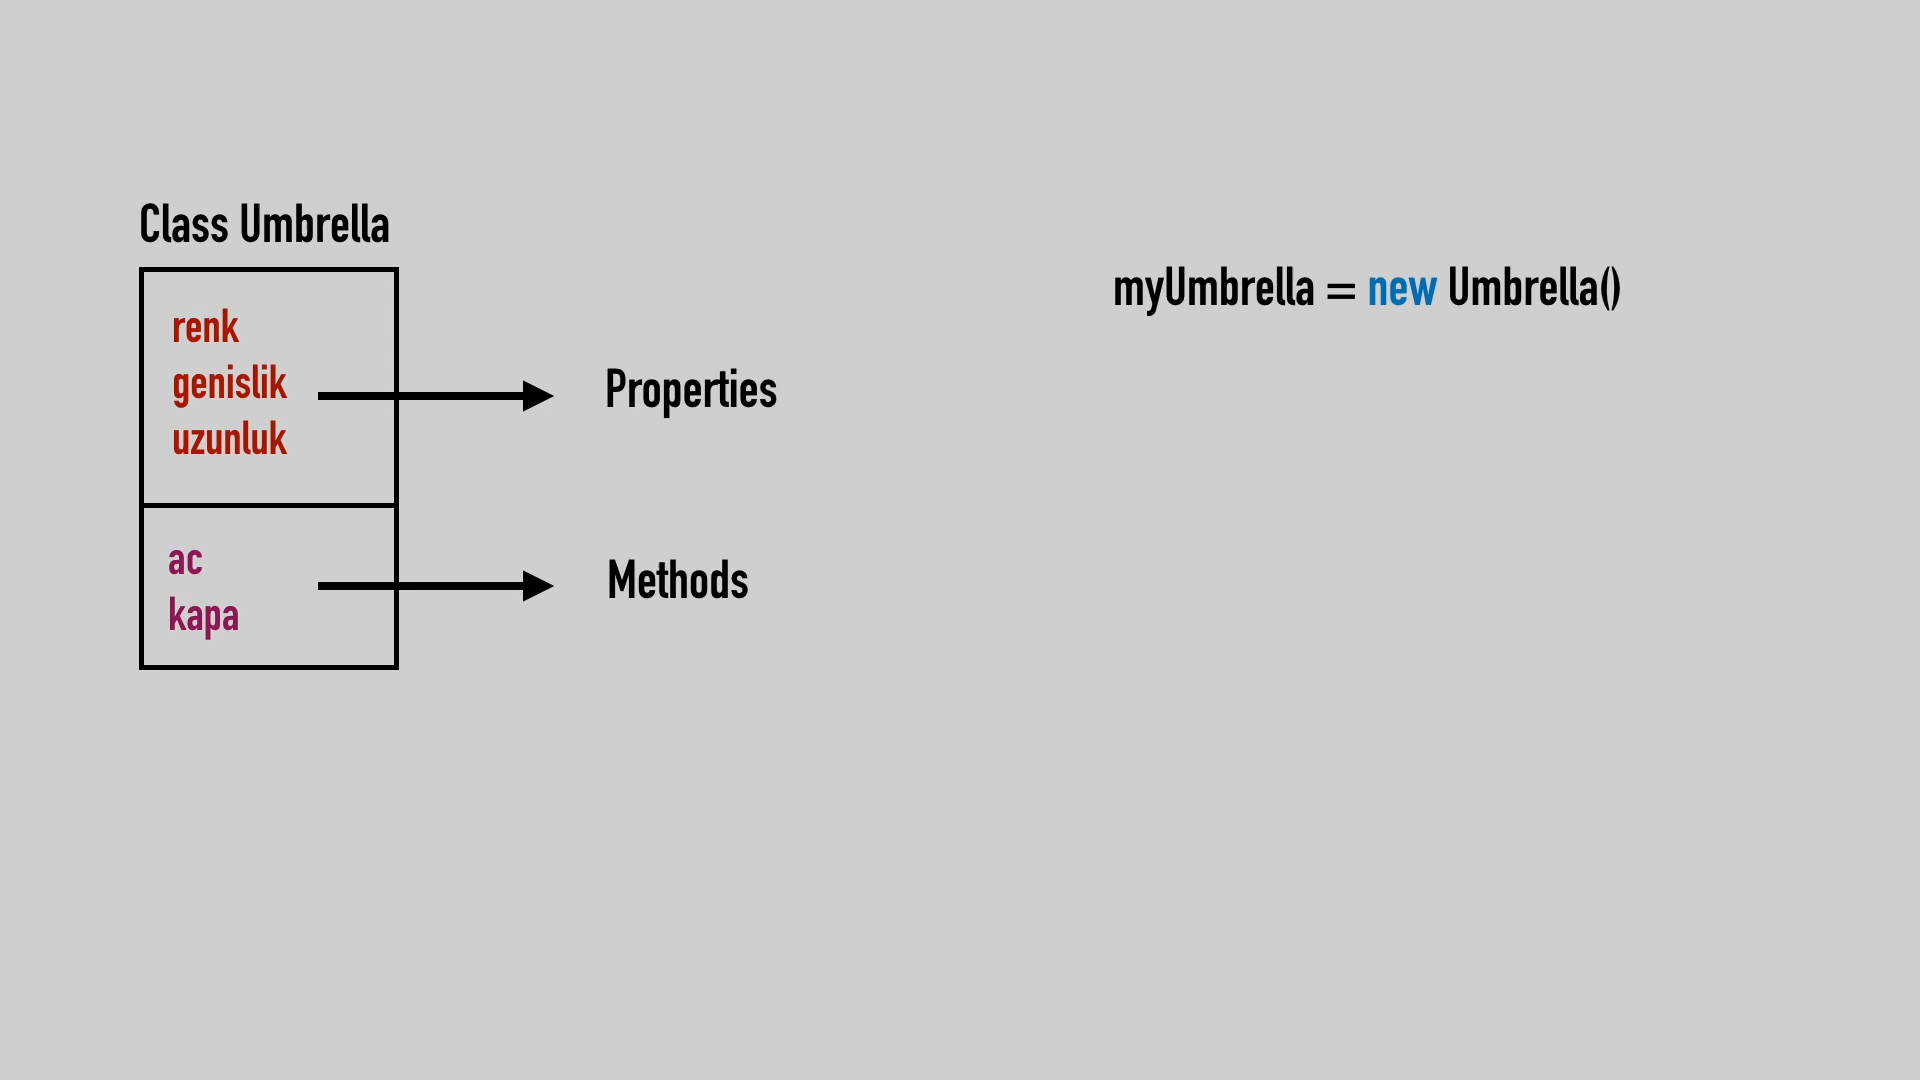 Class Umbrella
renk
genislik
uzunluk
Properties
ac
kapa
Methods
myUmbrella = new Umbrella()